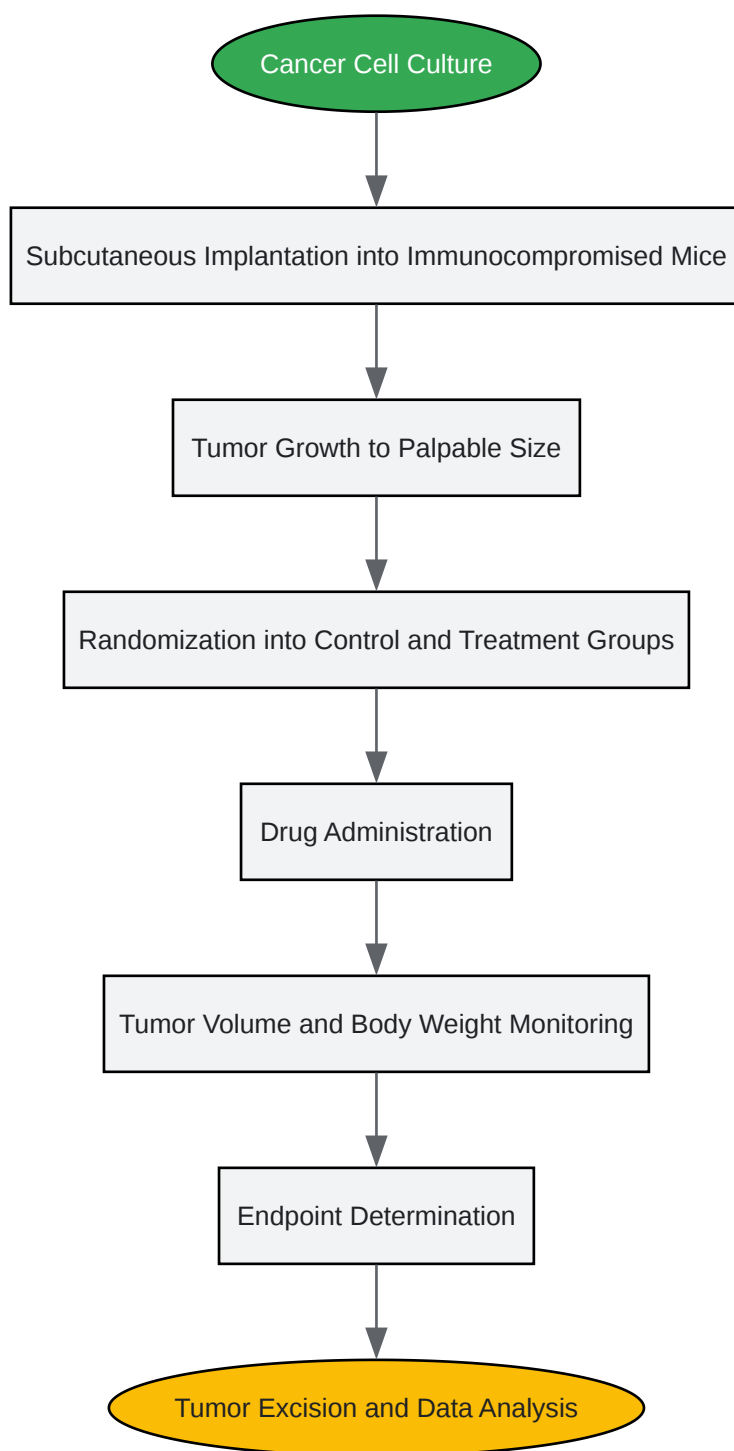 Cancer Cell Culture
Subcutaneous Implantation into Immunocompromised Mice
Tumor Growth to Palpable Size
Randomization into Control and Treatment Groups
Drug Administration
Tumor Volume and Body Weight Monitoring
Endpoint Determination
Tumor Excision and Data Analysis